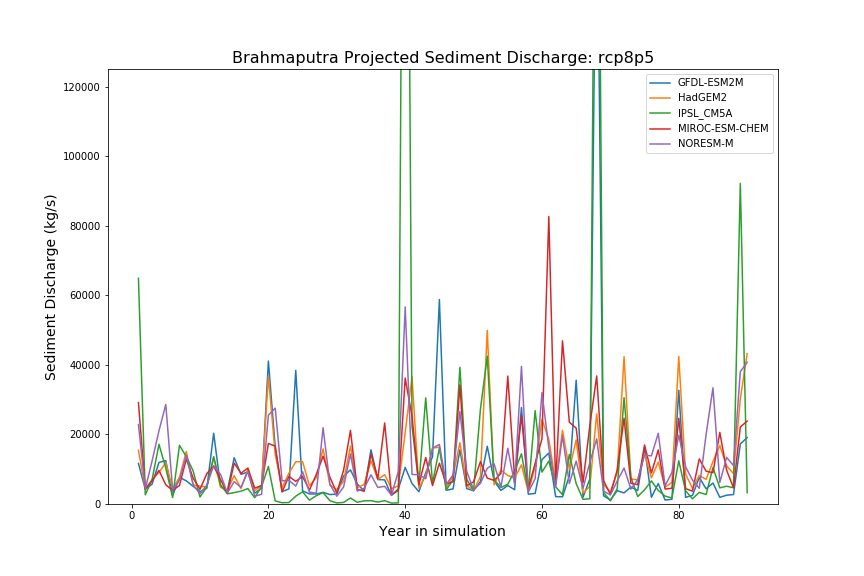 Brahmaputra Projected Sediment Discharge: rcp8p5
GFDL-ESM2M
HadGEM2
IPSL_CM5A
MIROC-ESM-CHEM
NORESM-M
Sediment Discharge (kg/s)
120000
100000
80000
60000
40000
20000
0
0 20 40 60 80
Year in simulation